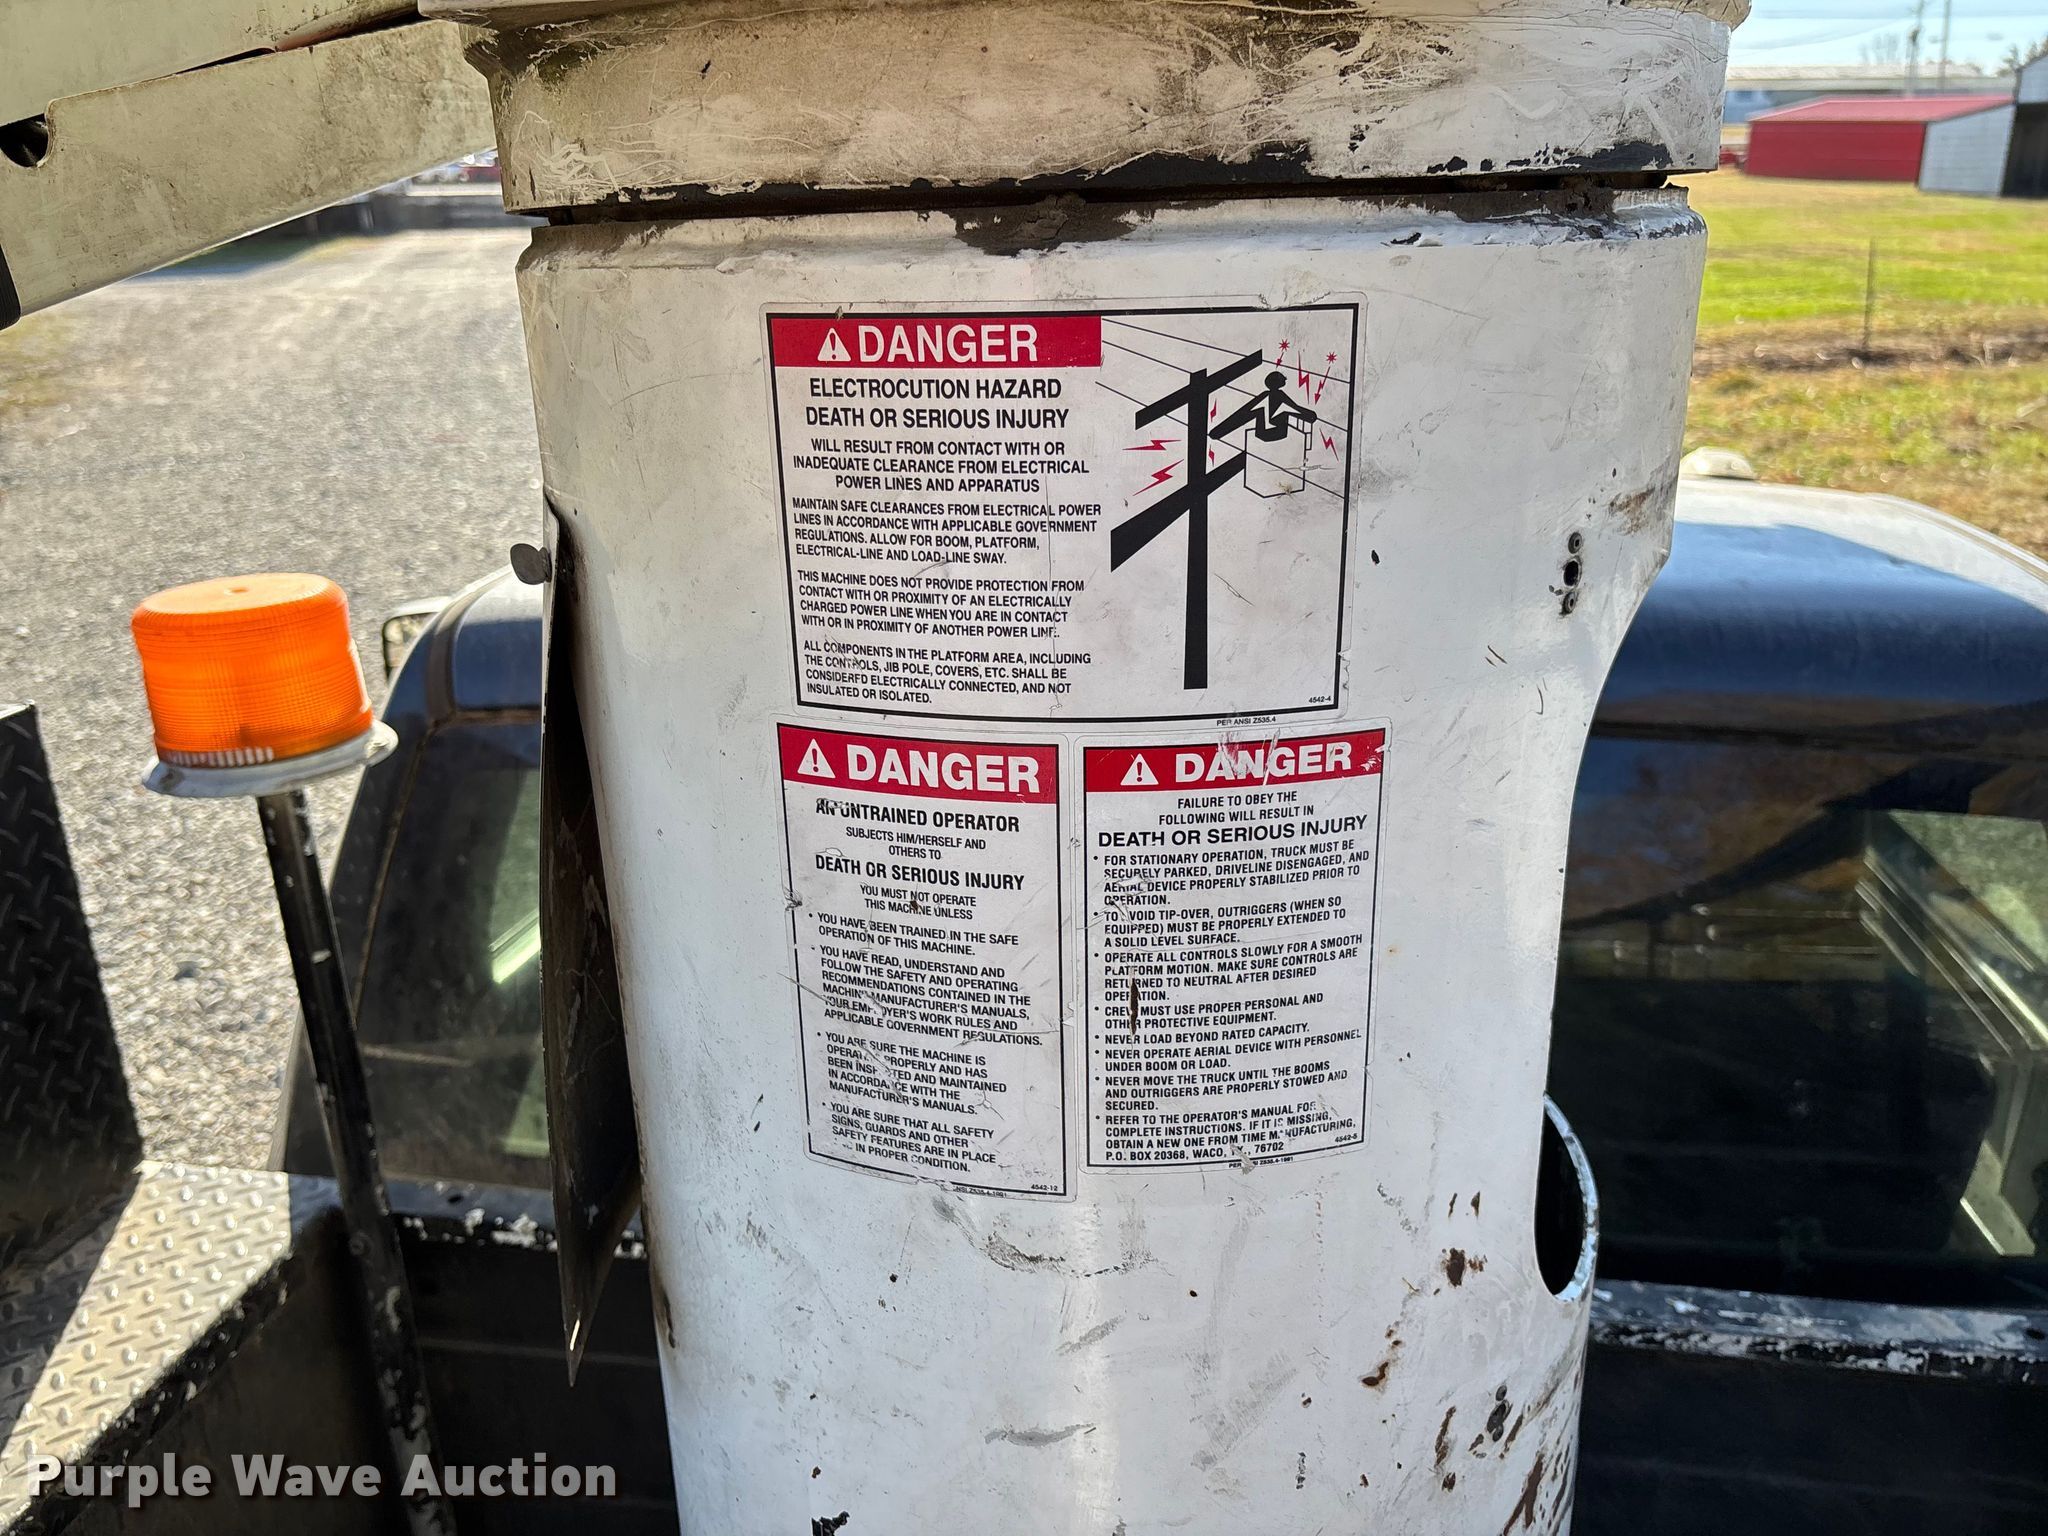 DANGER
ELECTROCUTION HAZARD
DEATH OR SERIOUS INJURY
WILL RESULT FROM CONTACT WITH OR
INADEQUATE CLEARANCE FROM ELECTRICAL
POWER LINES AND APPARATUS
MAINTAIN SAFE CLEARANCES FROM ELECTRICAL POWER
LINES IN ACCORDANCE WITH APPLICABLE GOVERNMENT
REGULATIONS. ALLOW FOR BOOM, PLATFORM,
ELECTRICAL-LINE AND LOAD-LINE SWAY.
THIS MACHINE DOES NOT PROVIDE PROTECTION FROM
CONTACT WITH OR PROXIMITY OF AN ELECTRICALLY
CHARGED POWER LINE WHEN YOU ARE IN CONTACT
WITH OR IN PROXIMITY OF ANOTHER POWER LINE.
ALL COMPONENTS IN THE PLATFORM AREA, INCLUDING
THE CONTROLS, JIB POLE, COVERS, ETC. SHALL BE
CONSIDERED ELECTRICALLY CONNECTED, AND NOT
INSULATED OR ISOLATED.
4542-4
PER ANSI Z535.4
DANGER
AN UNTRAINED OPERATOR
SUBJECTS HIM/HERSELF AND
OTHERS TO
DEATH OR SERIOUS INJURY
YOU MUST NOT OPERATE
THIS MACHINE UNLESS
• YOU HAVE BEEN TRAINED IN THE SAFE
OPERATION OF THIS MACHINE.
• YOU HAVE READ, UNDERSTAND AND
FOLLOW THE SAFETY AND OPERATING
RECOMMENDATIONS CONTAINED IN THE
MACHINE MANUFACTURER'S MANUALS,
YOUR EMPLOYER'S WORK RULES AND
APPLICABLE GOVERNMENT REGULATIONS.
• YOU ARE SURE THE MACHINE IS
OPERATING PROPERLY AND HAS
BEEN INSPECTED AND MAINTAINED
IN ACCORDANCE WITH THE
MANUFACTURER'S MANUALS.
• YOU ARE SURE THAT ALL SAFETY
SIGNS, GUARDS AND OTHER
SAFETY FEATURES ARE IN PLACE
IN PROPER CONDITION.
4542-12
ANSI Z535.4-1991
DANGER
FAILURE TO OBEY THE
FOLLOWING WILL RESULT IN
DEATH OR SERIOUS INJURY
• FOR STATIONARY OPERATION, TRUCK MUST BE
SECURELY PARKED, DRIVELINE DISENGAGED, AND
AERIAL DEVICE PROPERLY STABILIZED PRIOR TO
OPERATION.
• TO AVOID TIP-OVER, OUTRIGGERS (WHEN SO
EQUIPPED) MUST BE PROPERLY EXTENDED TO
A SOLID LEVEL SURFACE.
• OPERATE ALL CONTROLS SLOWLY FOR A SMOOTH
PLATFORM MOTION. MAKE SURE CONTROLS ARE
RETURNED TO NEUTRAL AFTER DESIRED
OPERATION.
• CREW MUST USE PROPER PERSONAL AND
OTHER PROTECTIVE EQUIPMENT.
• NEVER LOAD BEYOND RATED CAPACITY.
• NEVER OPERATE AERIAL DEVICE WITH PERSONNEL
UNDER BOOM OR LOAD.
• NEVER MOVE THE TRUCK UNTIL THE BOOMS
AND OUTRIGGERS ARE PROPERLY STOWED AND
SECURED.
• REFER TO THE OPERATOR'S MANUAL FOR
COMPLETE INSTRUCTIONS. IF IT IS MISSING,
OBTAIN A NEW ONE FROM TIME MANUFACTURING,
P.O. BOX 20368, WACO, TX., 76702
4542-5
PER ANSI Z535.4-1991
Purple Wave Auction